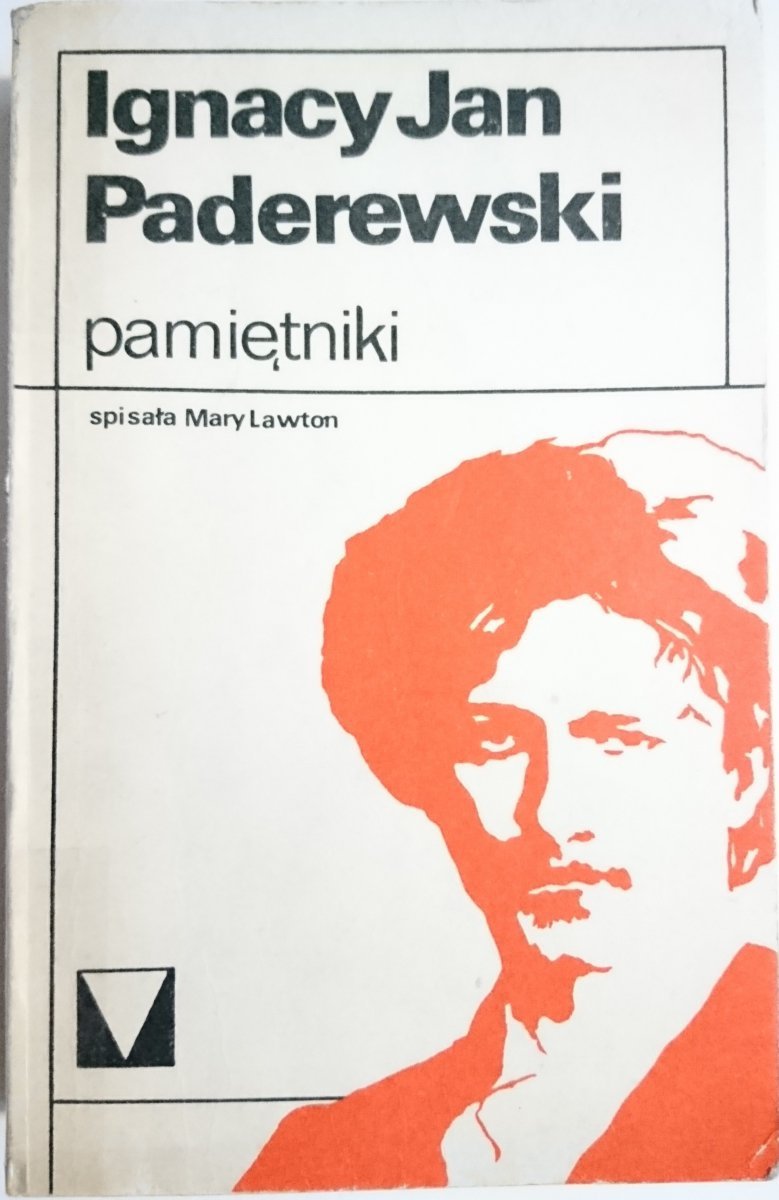 Ignacy Jan
Paderewski
pamiętniki
spisała Mary Lawton